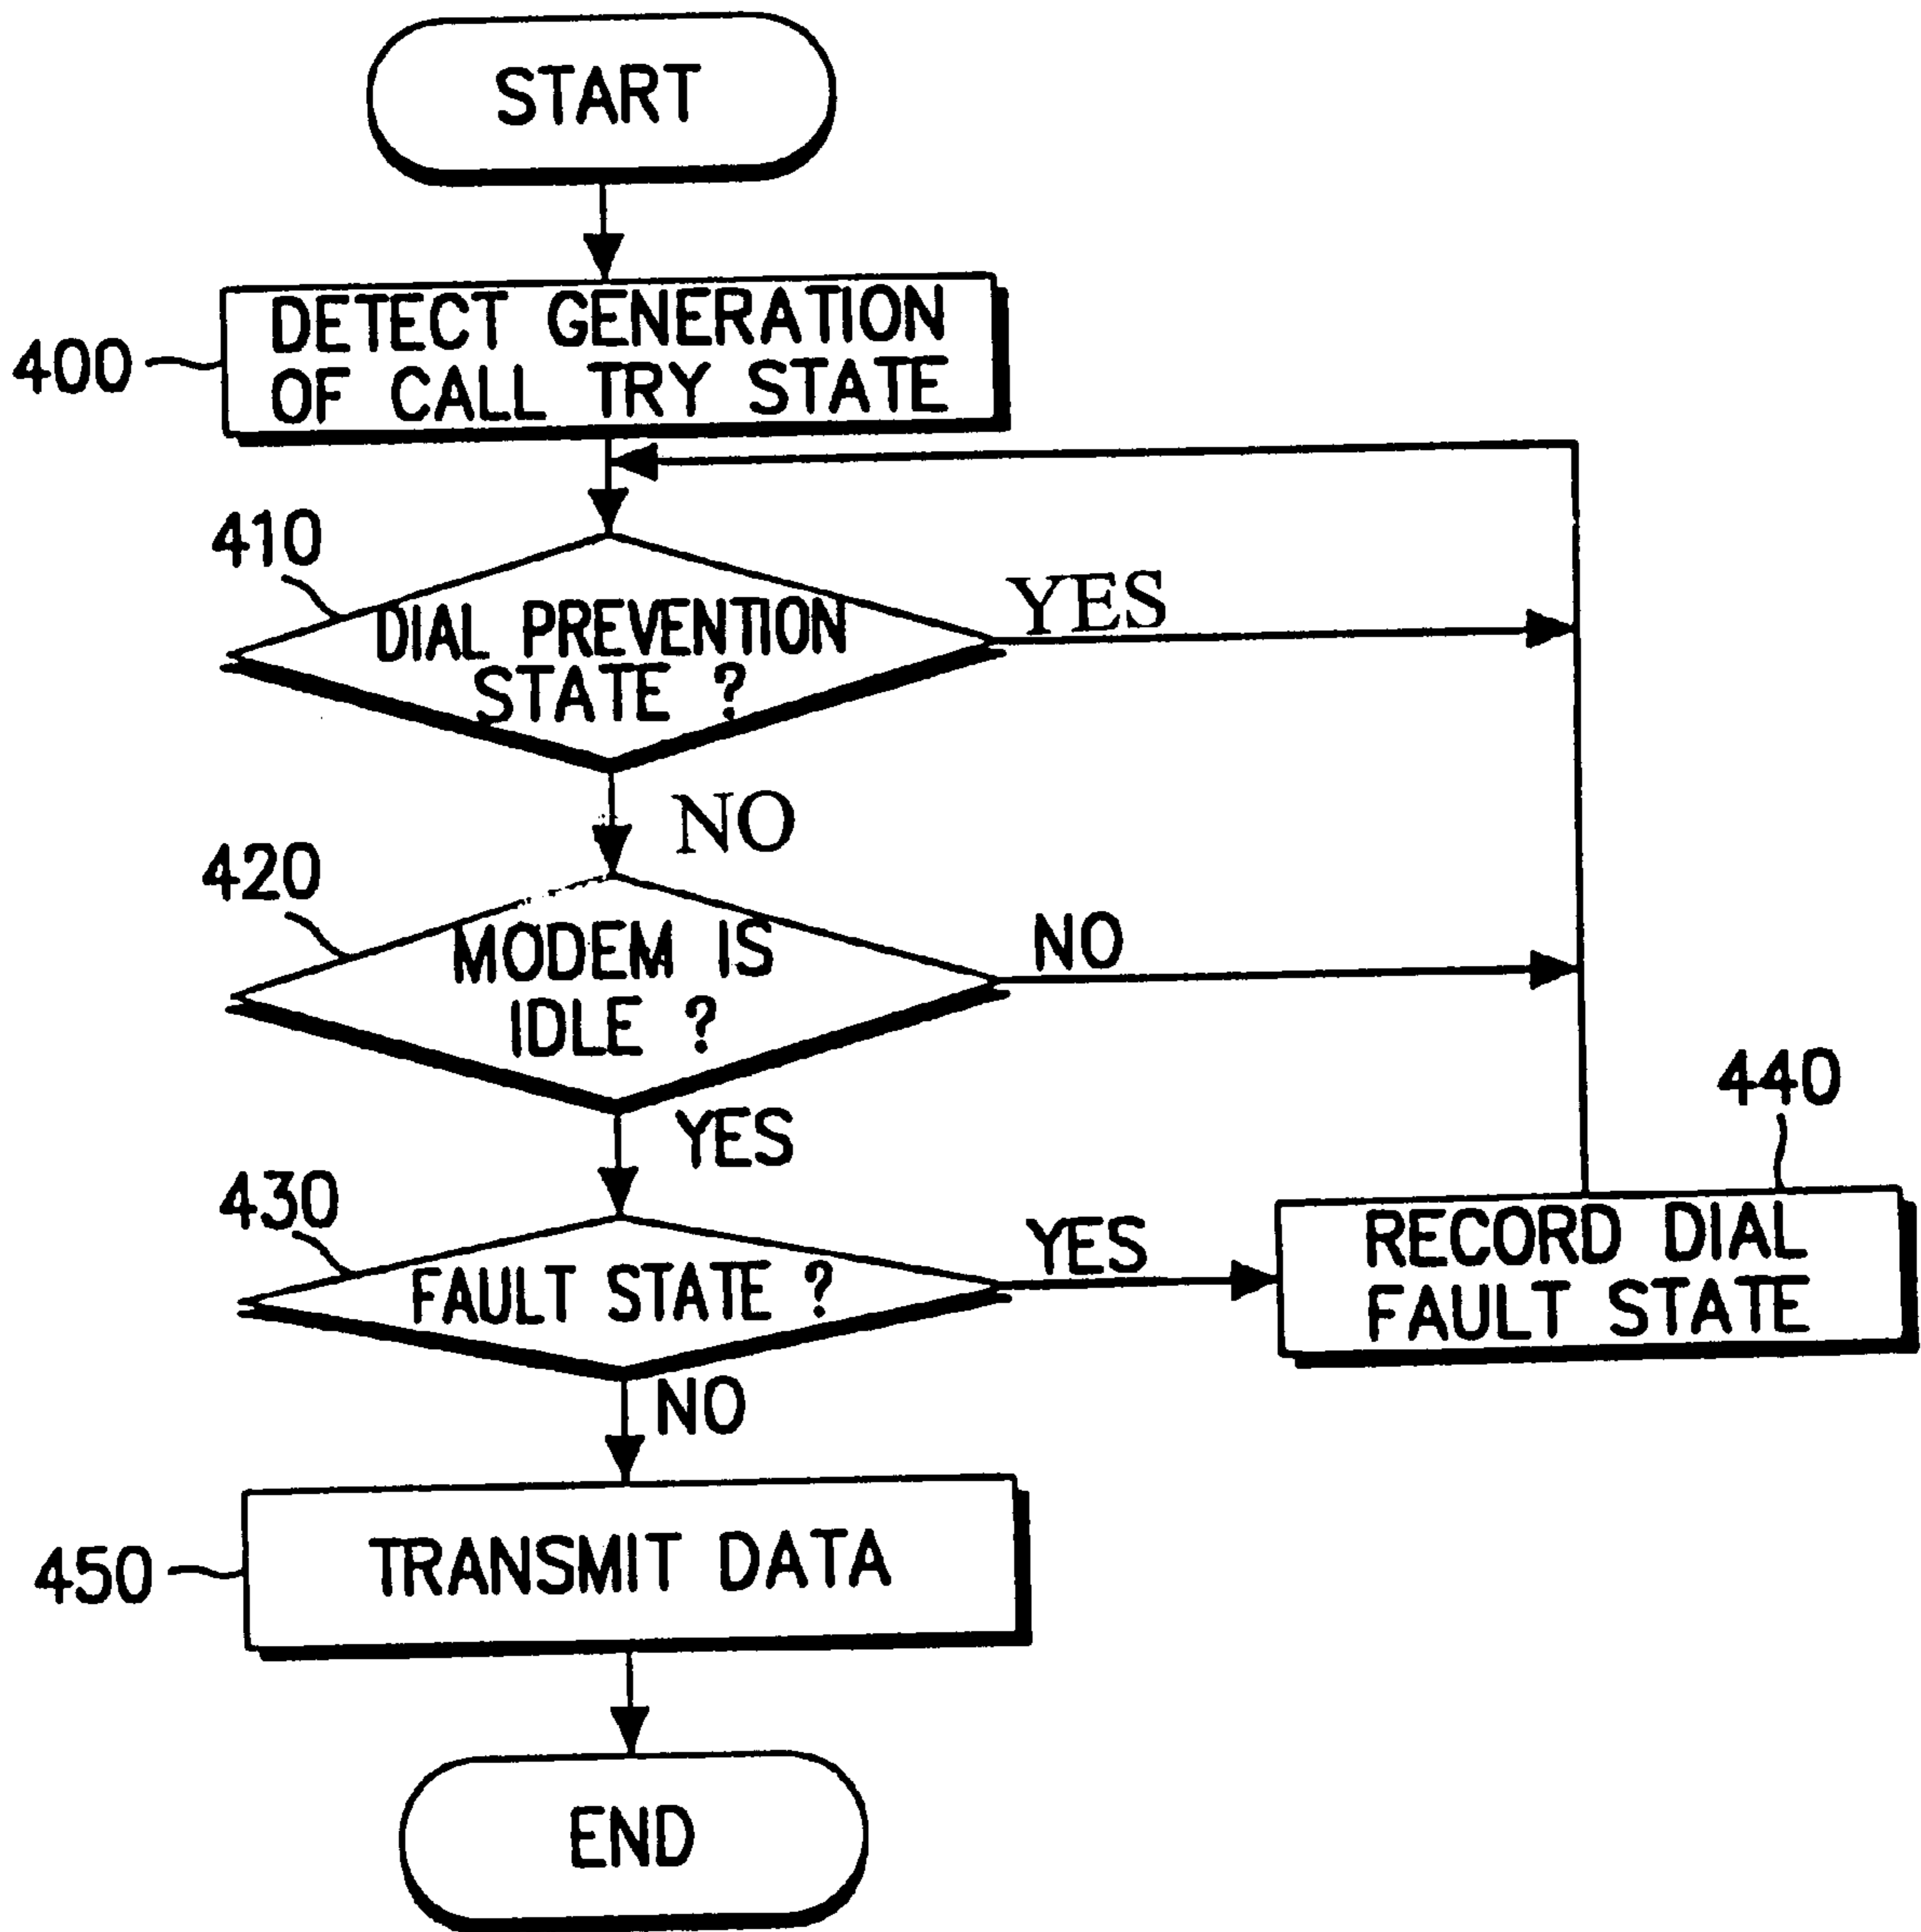 START
400
DETECT GENERATION
OF CALL TRY STATE
410
DIAL PREVENTION
STATE ?
YES
NO
420
MODEM IS
IDLE ?
NO
YES
430
FAULT STATE ?
YES
440
RECORD DIAL
FAULT STATE
NO
450
TRANSMIT DATA
END